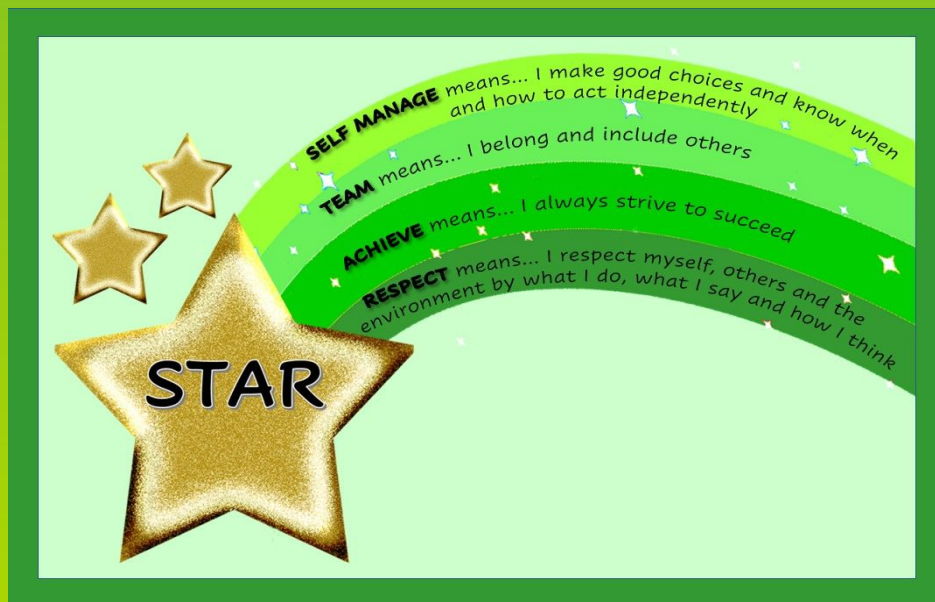 SELF MANAGE means... I make good choices and know when
and how to act independently
TEAM means... I belong and include others
ACHIEVE means... I always strive to succeed
RESPECT means... I respect myself, others and the
environment by what I do, what I say and how I think
STAR